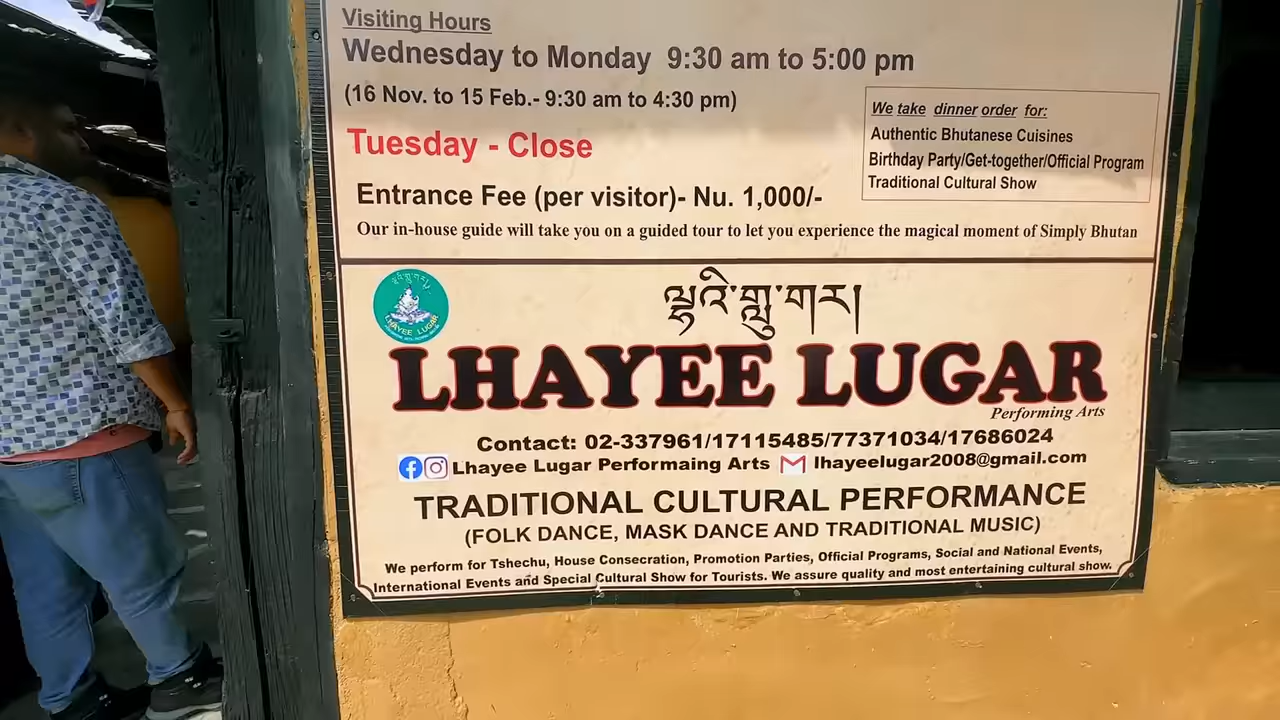 Visiting Hours
Wednesday to Monday 9:30 am to 5:00 pm
(16 Nov. to 15 Feb.- 9:30 am to 4:30 pm)
Tuesday - Close
Entrance Fee (per visitor)- Nu. 1,000/-
We take dinner order for:
Authentic Bhutanese Cuisines
Birthday Party/Get-together/Official Program
Traditional Cultural Show
Our in-house guide will take you on a guided tour to let you experience the magical moment of Simply Bhutan
LHAYEE LUGAR
ལྷའི་གླུ་གར།
LHAYEE LUGAR
Performing Arts
Contact: 02-337961/17115485/77371034/17686024
Lhayee Lugar Performaing Arts lhayeelugar2008@gmail.com
TRADITIONAL CULTURAL PERFORMANCE
(FOLK DANCE, MASK DANCE AND TRADITIONAL MUSIC)
We perform for Tshechu, House Consecration, Promotion Parties, Official Programs, Social and National Events,
International Events and Special Cultural Show for Tourists. We assure quality and most entertaining cultural show.